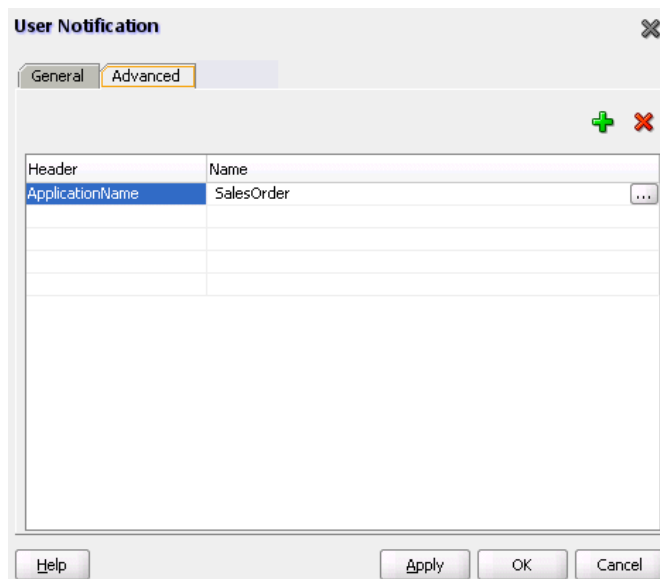 User Notification
General Advanced
Header Name
ApplicationName SalesOrder ...
Help Apply OK Cancel